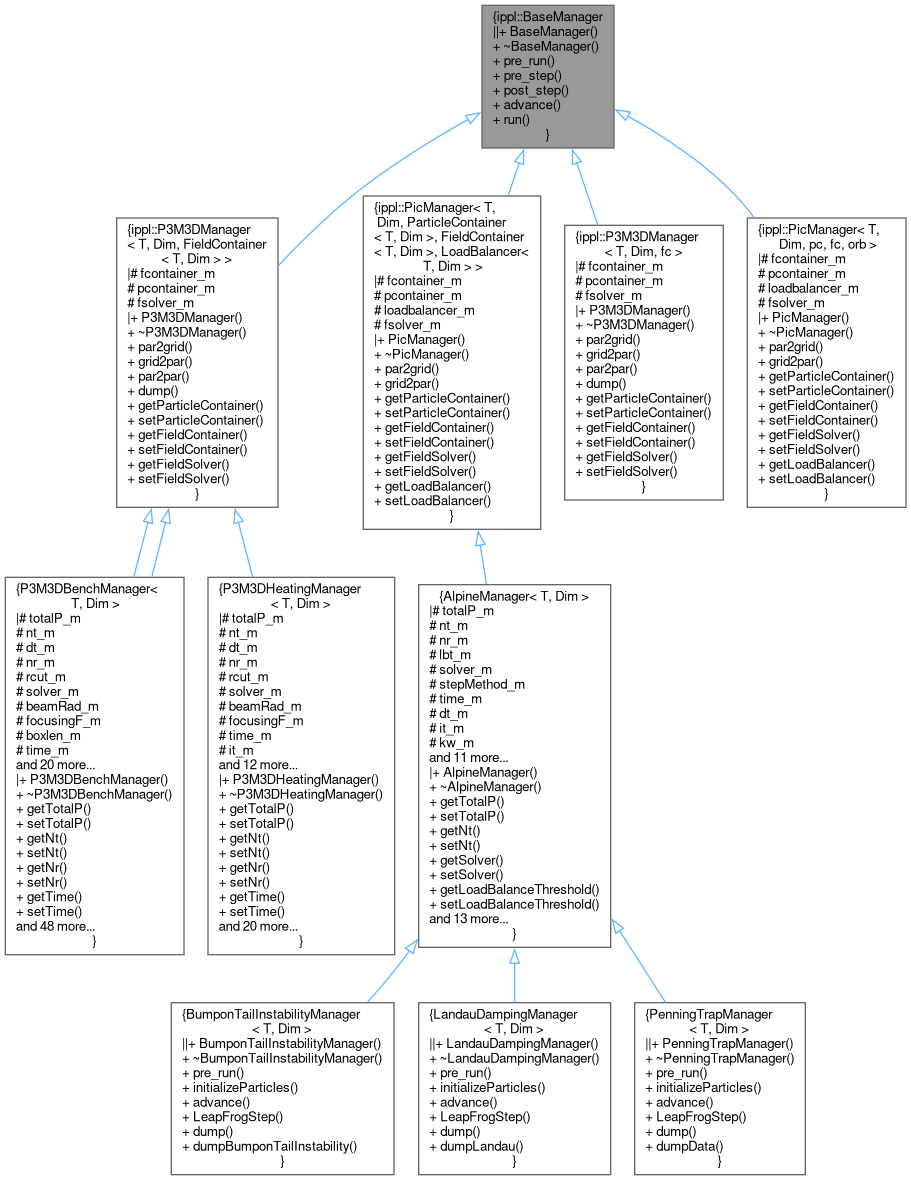 {ippl::BaseManager
||+ BaseManager()
+ ~BaseManager()
+ pre_run()
+ pre_step()
+ post_step()
+ advance()
+ run()
}
{ippl::P3M3DManager
< T, Dim, FieldContainer
< T, Dim > >
|# fcontainer_m
# pcontainer_m
# fsolver_m
|+ P3M3DManager()
+ ~P3M3DManager()
+ par2grid()
+ grid2par()
+ par2par()
+ dump()
+ getParticleContainer()
+ setParticleContainer()
+ getFieldContainer()
+ setFieldContainer()
+ getFieldSolver()
+ setFieldSolver()
}
{ippl::PicManager< T,
Dim, ParticleContainer
< T, Dim >, FieldContainer
< T, Dim >, LoadBalancer<
T, Dim > >
|# fcontainer_m
# pcontainer_m
# loadbalancer_m
# fsolver_m
|+ PicManager()
+ ~PicManager()
+ par2grid()
+ grid2par()
+ getParticleContainer()
+ setParticleContainer()
+ getFieldContainer()
+ setFieldContainer()
+ getFieldSolver()
+ setFieldSolver()
+ getLoadBalancer()
+ setLoadBalancer()
}
{ippl::P3M3DManager
< T, Dim, fc >
|# fcontainer_m
# pcontainer_m
# fsolver_m
|+ P3M3DManager()
+ ~P3M3DManager()
+ par2grid()
+ grid2par()
+ par2par()
+ dump()
+ getParticleContainer()
+ setParticleContainer()
+ getFieldContainer()
+ setFieldContainer()
+ getFieldSolver()
+ setFieldSolver()
}
{ippl::PicManager< T,
Dim, pc, fc, orb >
|# fcontainer_m
# pcontainer_m
# loadbalancer_m
# fsolver_m
|+ PicManager()
+ ~PicManager()
+ par2grid()
+ grid2par()
+ getParticleContainer()
+ setParticleContainer()
+ getFieldContainer()
+ setFieldContainer()
+ getFieldSolver()
+ setFieldSolver()
+ getLoadBalancer()
+ setLoadBalancer()
}
{P3M3DBenchManager<
T, Dim >
|# totalP_m
# nt_m
# dt_m
# nr_m
# rcut_m
# solver_m
# beamRad_m
# focusingF_m
# boxlen_m
# time_m
and 20 more...
|+ P3M3DBenchManager()
+ ~P3M3DBenchManager()
+ getTotalP()
+ setTotalP()
+ getNt()
+ setNt()
+ getNr()
+ setNr()
+ getTime()
+ setTime()
and 48 more...
}
{P3M3DHeatingManager
< T, Dim >
|# totalP_m
# nt_m
# dt_m
# nr_m
# rcut_m
# solver_m
# beamRad_m
# focusingF_m
# time_m
# it_m
and 12 more...
|+ P3M3DHeatingManager()
+ ~P3M3DHeatingManager()
+ getTotalP()
+ setTotalP()
+ getNt()
+ setNt()
+ getNr()
+ setNr()
+ getTime()
+ setTime()
and 20 more...
}
{AlpineManager< T, Dim >
|# totalP_m
# nt_m
# nr_m
# lbt_m
# solver_m
# stepMethod_m
# time_m
# dt_m
# it_m
# kw_m
and 11 more...
|+ AlpineManager()
+ ~AlpineManager()
+ getTotalP()
+ setTotalP()
+ getNt()
+ setNt()
+ getSolver()
+ setSolver()
+ getLoadBalanceThreshold()
+ setLoadBalanceThreshold()
and 13 more...
}
{BumponTailInstabilityManager
< T, Dim >
||+ BumponTailInstabilityManager()
+ ~BumponTailInstabilityManager()
+ pre_run()
+ initializeParticles()
+ advance()
+ LeapFrogStep()
+ dump()
+ dumpBumponTailInstability()
}
{LandauDampingManager
< T, Dim >
||+ LandauDampingManager()
+ ~LandauDampingManager()
+ pre_run()
+ initializeParticles()
+ advance()
+ LeapFrogStep()
+ dump()
+ dumpLandau()
}
{PenningTrapManager
< T, Dim >
||+ PenningTrapManager()
+ ~PenningTrapManager()
+ pre_run()
+ initializeParticles()
+ advance()
+ LeapFrogStep()
+ dump()
+ dumpData()
}